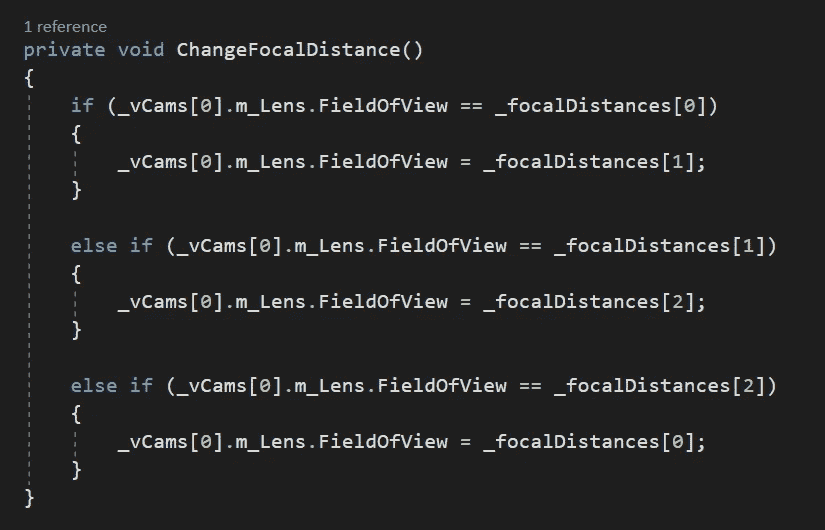 1 reference
private void ChangeFocalDistance()
{
if (_vCams[0].m_Lens.FieldOfView == _focalDistances[0])
{
_vCams[0].m_Lens.FieldOfView = _focalDistances[1];
}
else if (_vCams[0].m_Lens.FieldOfView == _focalDistances[1])
{
_vCams[0].m_Lens.FieldOfView = _focalDistances[2];
}
else if (_vCams[0].m_Lens.FieldOfView == _focalDistances[2])
{
_vCams[0].m_Lens.FieldOfView = _focalDistances[0];
}
}